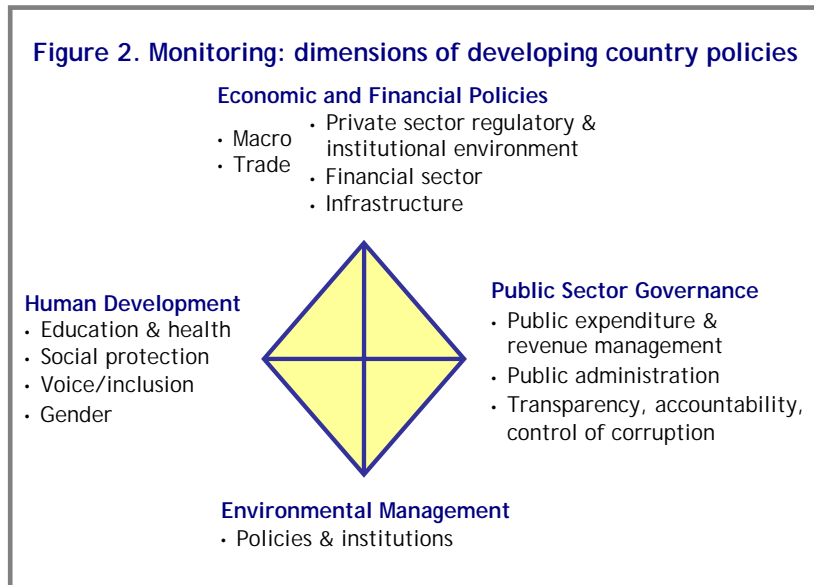 Figure 2. Monitoring: dimensions of developing country policies
Economic and Financial Policies
• Macro
• Trade
• Private sector regulatory &
institutional environment
• Financial sector
• Infrastructure
Human Development
• Education & health
• Social protection
• Voice/inclusion
• Gender
Public Sector Governance
• Public expenditure &
revenue management
• Public administration
• Transparency, accountability,
control of corruption
Environmental Management
• Policies & institutions